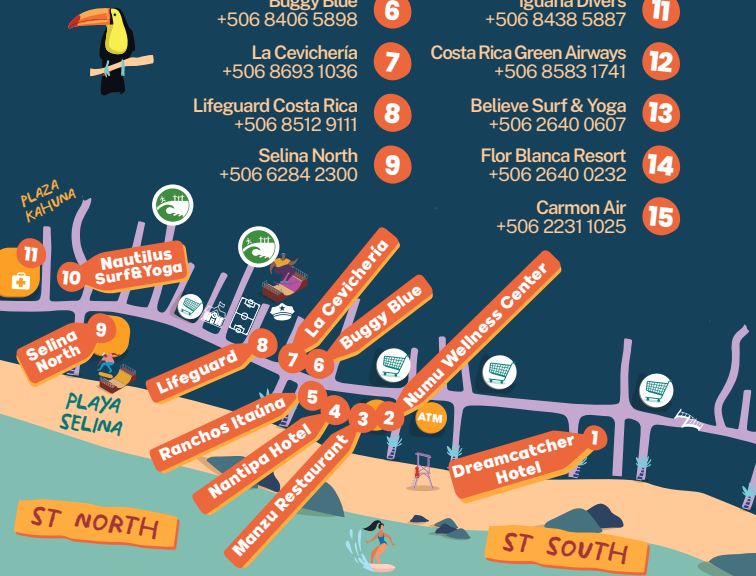 Buggy Blue
+506 8406 5898
6
La Cevichería
+506 8693 1036
7
Lifeguard Costa Rica
+506 8512 9111
8
Selina North
+506 6284 2300
9
Iguana Divers
+506 8438 5887
11
Costa Rica Green Airways
+506 8583 1741
12
Believe Surf & Yoga
+506 2640 0607
13
Flor Blanca Resort
+506 2640 0232
14
Carmon Air
+506 2231 1025
15
PLAZA
KAHUNA
11
10
Nautilus
Surf&Yoga
Selina
North
9
PLAYA
SELINA
Lifeguard
8
La Cevichería
7
Buggy Blue
6
Ranchos Itaúna
5
Nantipa Hotel
4
Manzu Restaurant
3
Numu Wellness Center
2
ATM
Dreamcatcher
Hotel
1
ST NORTH
ST SOUTH